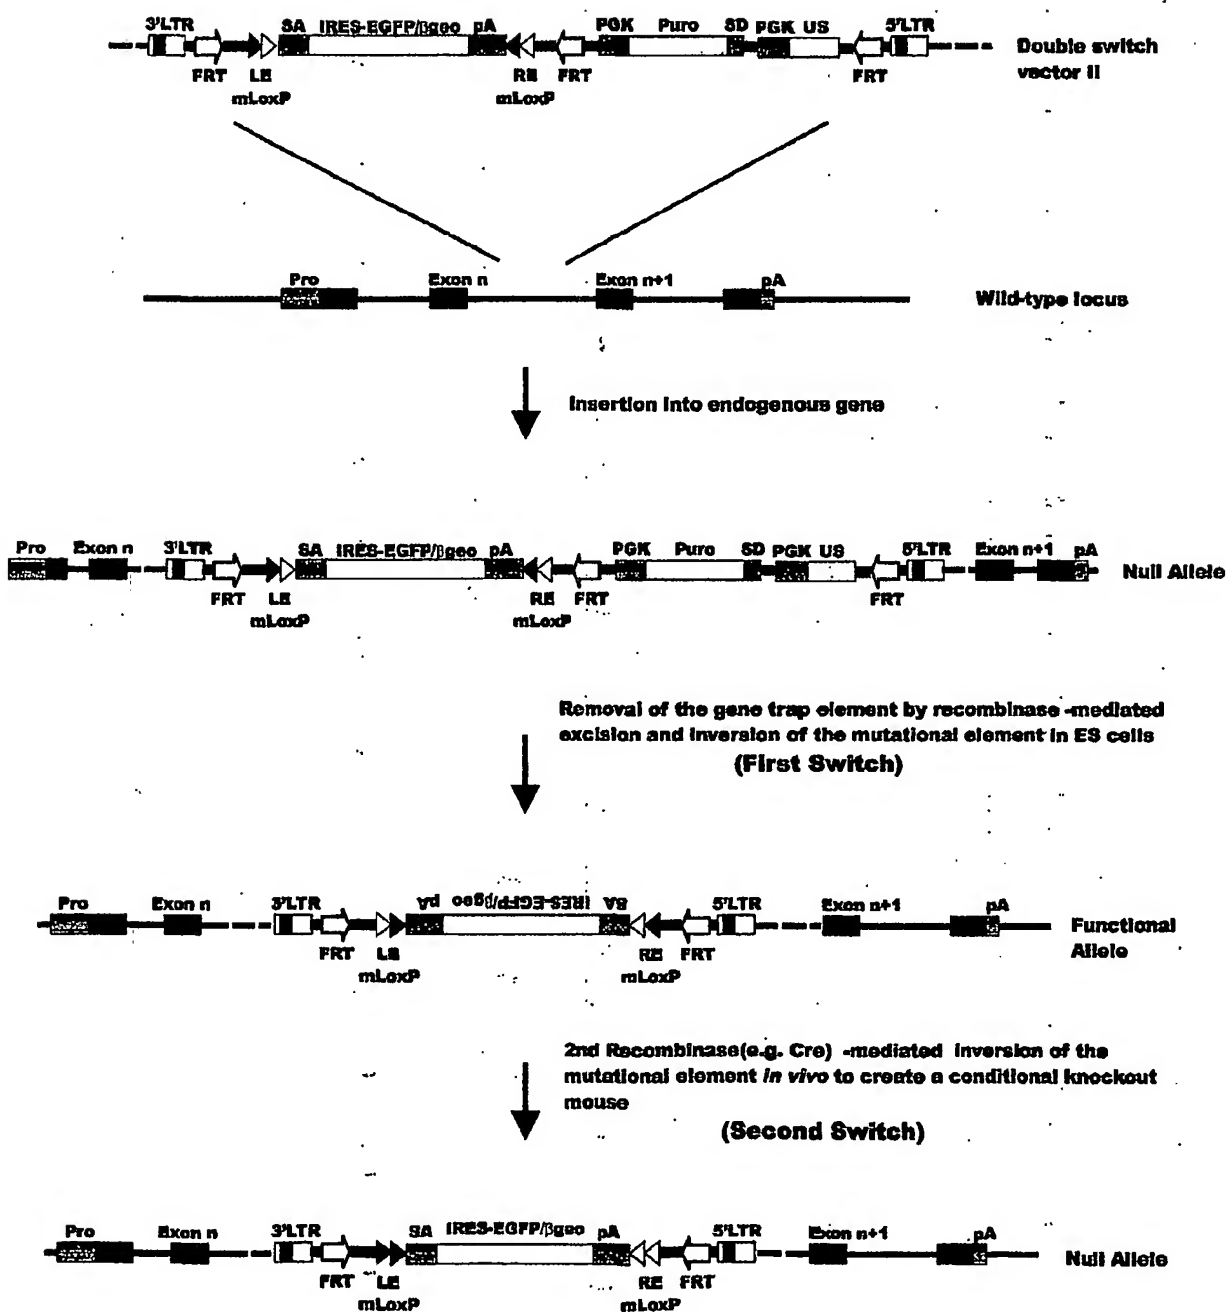 3'LTR SA IRES-EGFP/βgeo pA PGK Puro SD PGK US 5'LTR
FRT LE RE FRT FRT
mLoxP mLoxP
Double switch
vector II
Pro Exon n Exon n+1 pA
Wild-type locus
Insertion into endogenous gene
Pro Exon n 3'LTR SA IRES-EGFP/βgeo pA PGK Puro SD PGK US 5'LTR Exon n+1 pA
Null Allele
FRT LE RE FRT FRT
mLoxP mLoxP
Removal of the gene trap element by recombinase -mediated
excision and inversion of the mutational element in ES cells
(First Switch)
Pro Exon n 3'LTR pA IRES-EGFP/βgeo SA 5'LTR Exon n+1 pA
Functional
Allele
FRT LE RE FRT
mLoxP mLoxP
2nd Recombinase(e.g. Cre) -mediated inversion of the
mutational element in vivo to create a conditional knockout
mouse
(Second Switch)
Pro Exon n 3'LTR SA IRES-EGFP/βgeo pA 5'LTR Exon n+1 pA
Null Allele
FRT LE RE FRT
mLoxP mLoxP